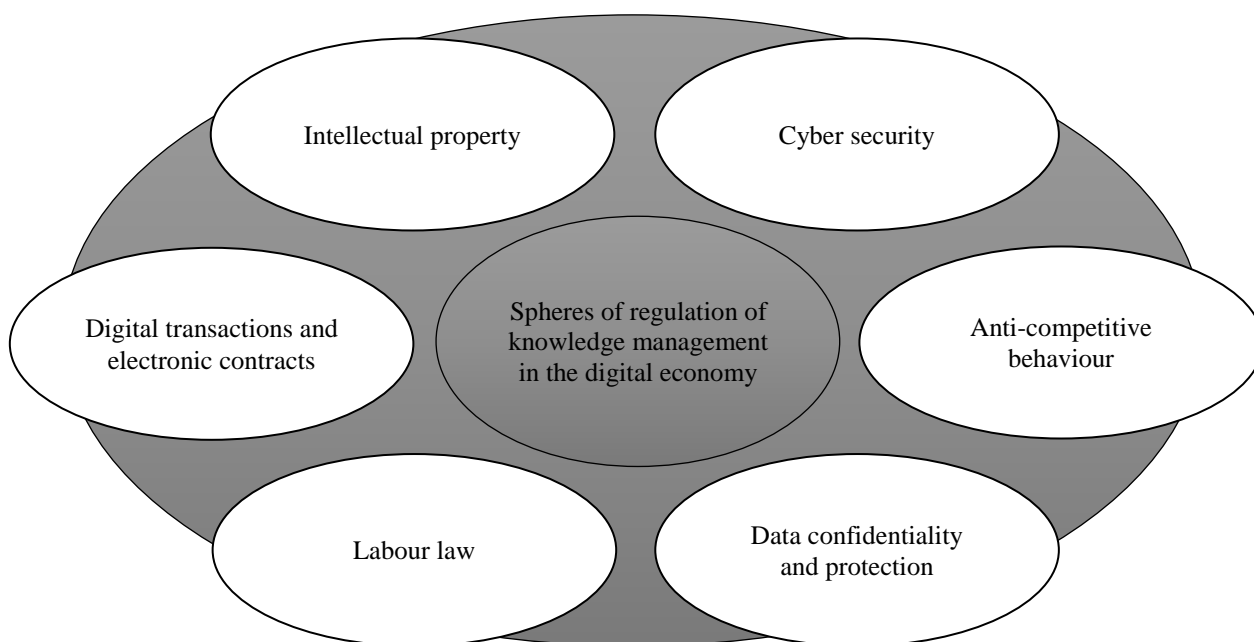 Intellectual property
Cyber security
Digital transactions and
electronic contracts
Spheres of regulation of
knowledge management
in the digital economy
Anti-competitive
behaviour
Labour law
Data confidentiality
and protection